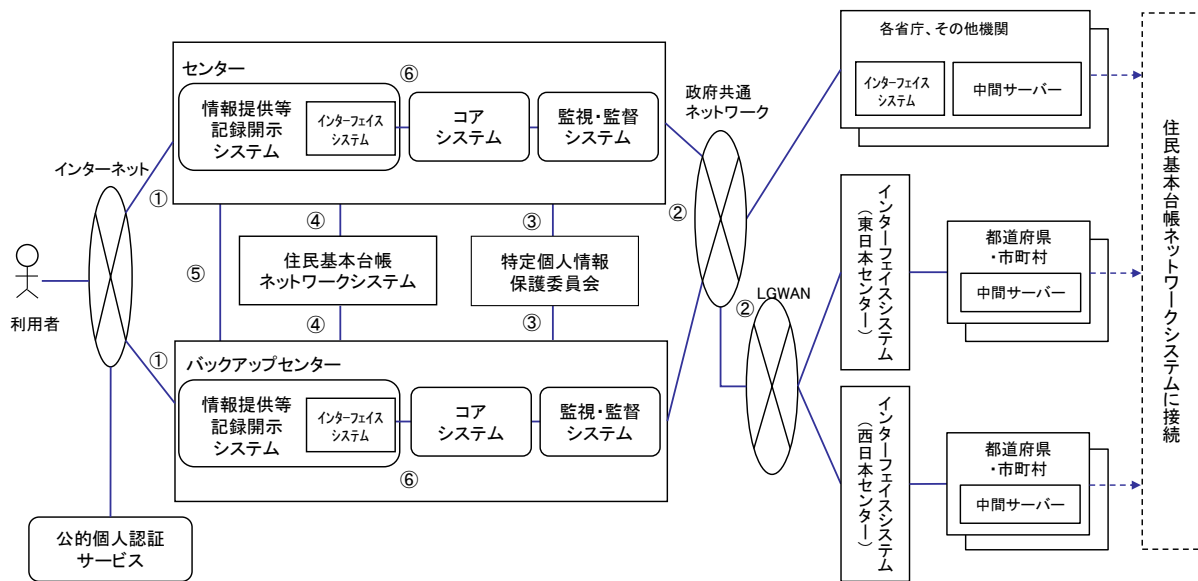 センター
⑥
情報提供等
記録開示
システム
インターフェイス
システム
コア
システム
監視・監督
システム
インターネット
①
利用者
⑤
④
住民基本台帳
ネットワークシステム
④
③
特定個人情報
保護委員会
③
①
バックアップセンター
情報提供等
記録開示
システム
インターフェイス
システム
コア
システム
監視・監督
システム
⑥
公的個人認証
サービス
政府共通
ネットワーク
②
②
LGWAN
各省庁、その他機関
インターフェイス
システム
中間サーバー
インターフェイスシステム
（東日本センター）
都道府県
・市町村
中間サーバー
インターフェイスシステム
（西日本センター）
都道府県
・市町村
中間サーバー
住民基本台帳ネットワークシステムに接続